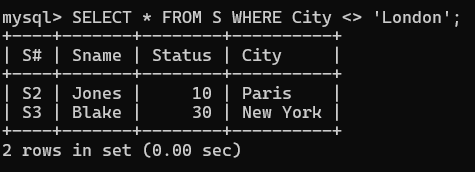 mysql> SELECT * FROM S WHERE City <> 'London';
+----+-------+--------+----------+
| S# | Sname | Status | City     |
+----+-------+--------+----------+
| S2 | Jones |     10 | Paris    |
| S3 | Blake |     30 | New York |
+----+-------+--------+----------+
2 rows in set (0.00 sec)